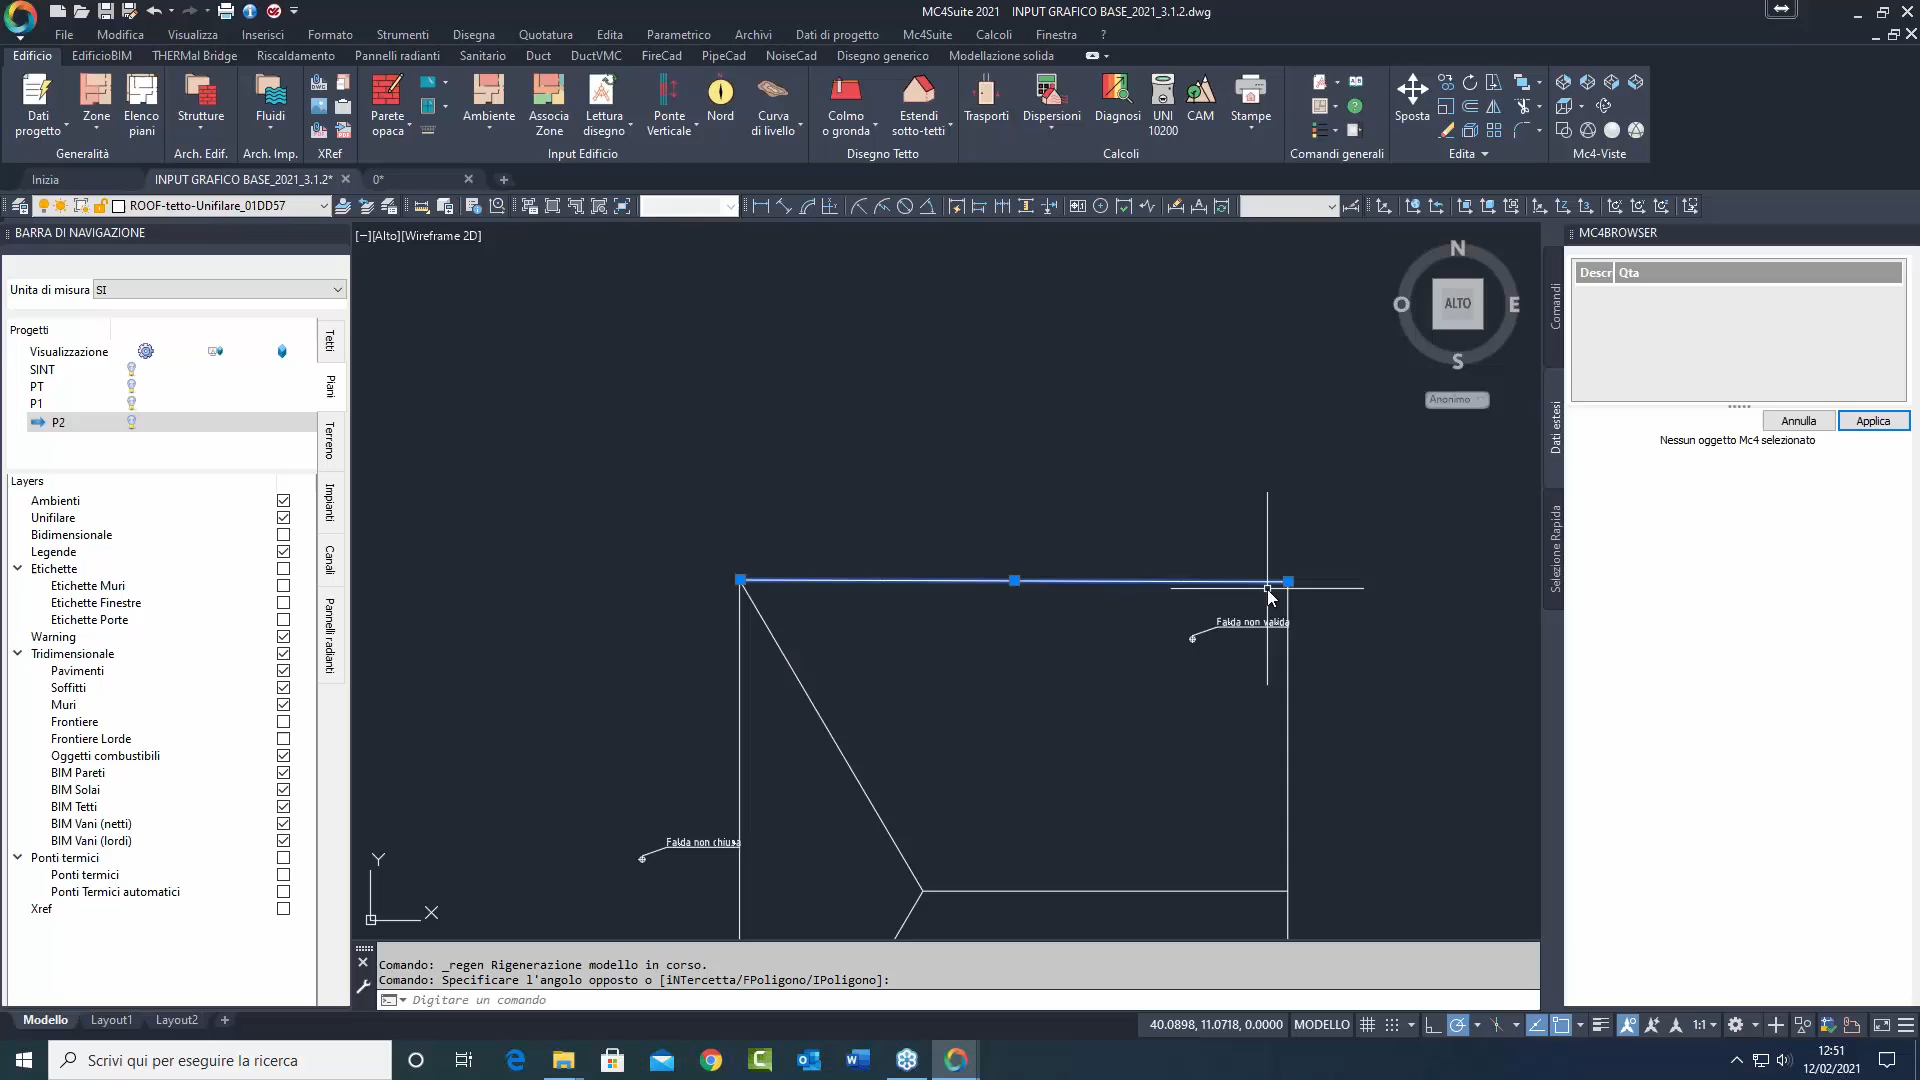 MC4Suite 2021 INPUT GRAFICO BASE_2021_3.1.2.dwg
File Modifica Visualizza Inserisci Formato Strumenti Disegna Quotatura Edita Parametrico Archivi Dati di progetto Mc4Suite Calcoli Finestra ?
Edificio EdificioBIM THERMal Bridge Riscaldamento Pannelli radianti Sanitario Duct DuctVMC FireCad PipeCad NoiseCad Disegno generico Modellazione solida
Dati progetto
Zone
Elenco piani
Strutture
Fluidi
Parete opaca
Ambiente
Associa Zone
Lettura disegno
Ponte Verticale
Nord
Curva di livello
Colmo o gronda
Estendi sotto-tetti
Trasporti
Dispersioni
Diagnosi
UNI 10200
CAM
Stampe
Sposta
Generalità Arch. Edif. Arch. Imp. XRef Input Edificio Disegno Tetto Calcoli Comandi generali Edita Mc4-Viste
Inizia INPUT GRAFICO BASE_2021_3.1.2* 0*
ROOF-tetto-Unifilare_01DD57
BARRA DI NAVIGAZIONE
Unita di misura SI
Progetti
Visualizzazione
SINT
PT
P1
P2
Tetti
Piani
Terreno
Impianti
Canali
Pannelli radianti
Layers
Ambienti
Unifilare
Bidimensionale
Legende
Etichette
Etichette Muri
Etichette Finestre
Etichette Porte
Warning
Tridimensionale
Pavimenti
Soffitti
Muri
Frontiere
Frontiere Lorde
Oggetti combustibili
BIM Pareti
BIM Solai
BIM Tetti
BIM Vani (netti)
BIM Vani (lordi)
Ponti termici
Ponti termici
Ponti Termici automatici
Xref
[−][Alto][Wireframe 2D]
N
O ALTO E
S
Anonimo
Falda non valida
Falda non chiusa
Y
X
Comandi
Dati estesi
Selezione Rapida
MC4BROWSER
Descr Qta
Annulla Applica
Nessun oggetto Mc4 selezionato
Comando: _regen Rigenerazione modello in corso.
Comando: Specificare l'angolo opposto o [iNTercetta/FPoligono/IPoligono]:
Digitare un comando
Modello Layout1 Layout2 +
40.0898, 11.0718, 0.0000 MODELLO 1:1
Scrivi qui per eseguire la ricerca
12:51
12/02/2021